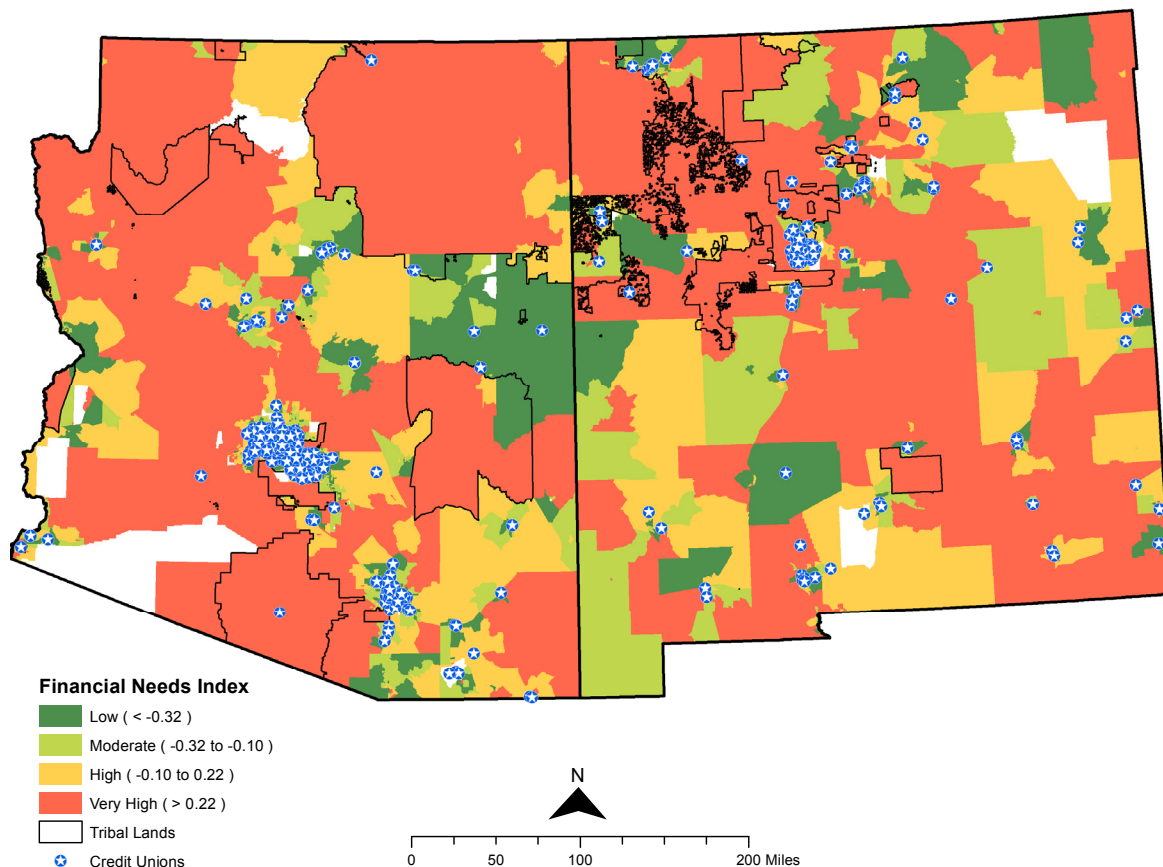 Financial Needs Index
Low ( < -0.32 )
Moderate ( -0.32 to -0.10 )
High ( -0.10 to 0.22 )
Very High ( > 0.22 )
Tribal Lands
Credit Unions
N
0 50 100 200 Miles